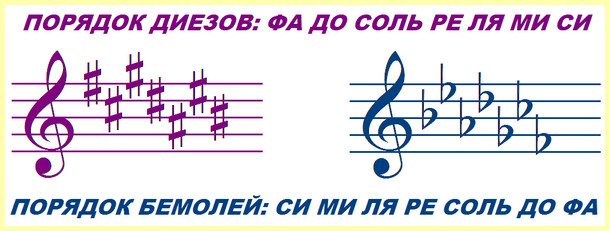 ПОРЯДОК ДИЕЗОВ: ФА ДО СОЛЬ РЕ ЛЯ МИ СИ
ПОРЯДОК БЕМОЛЕЙ: СИ МИ ЛЯ РЕ СОЛЬ ДО ФА